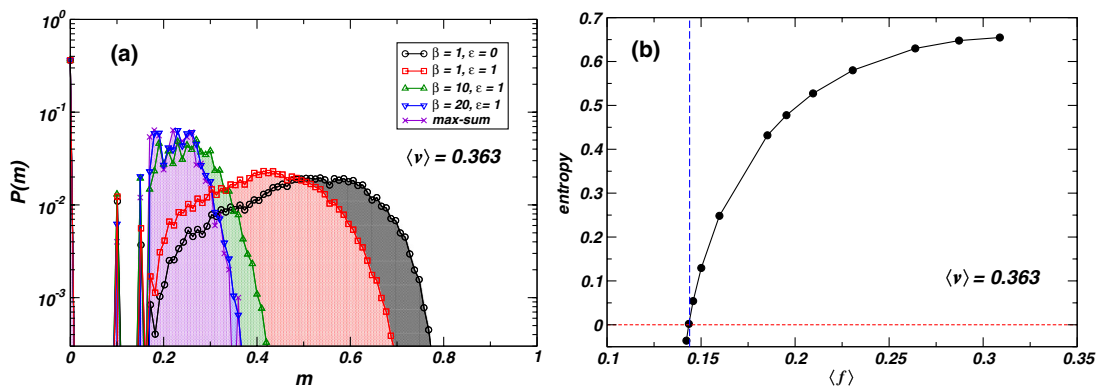 (a)
P(m)
10^0
10^-1
10^-2
10^-3
0
0.2
0.4
0.6
0.8
1
m
β = 1, ε = 0
β = 1, ε = 1
β = 10, ε = 1
β = 20, ε = 1
max-sum
⟨v⟩ = 0.363
(b)
entropy
0.7
0.6
0.5
0.4
0.3
0.2
0.1
0
0.1
0.15
0.2
0.25
0.3
0.35
⟨f⟩
⟨v⟩ = 0.363